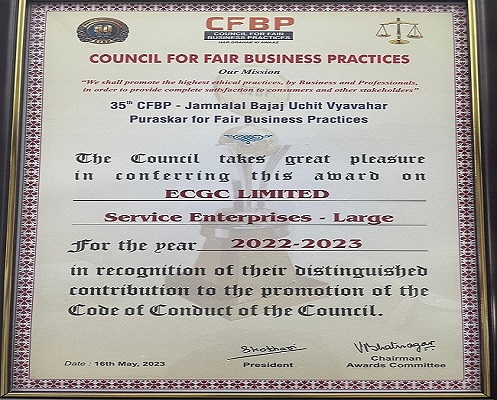 CFBP
COUNCIL FOR FAIR
BUSINESS PRACTICES
HAR GRAHAK KI AWAAZ
COUNCIL FOR FAIR BUSINESS PRACTICES
Our Mission
"We shall promote the highest ethical practices, by Business and Professionals,
in order to provide complete satisfaction to consumers and other stakeholders"
35th CFBP - Jamnalal Bajaj Uchit Vyavahar
Puraskar for Fair Business Practices
The Council takes great pleasure
in conferring this award on
ECGC LIMITED
Service Enterprises - Large
For the year 2022-2023
in recognition of their distinguished
contribution to the promotion of the
Code of Conduct of the Council.
Date : 16th May, 2023
President
Chairman
Awards Committee